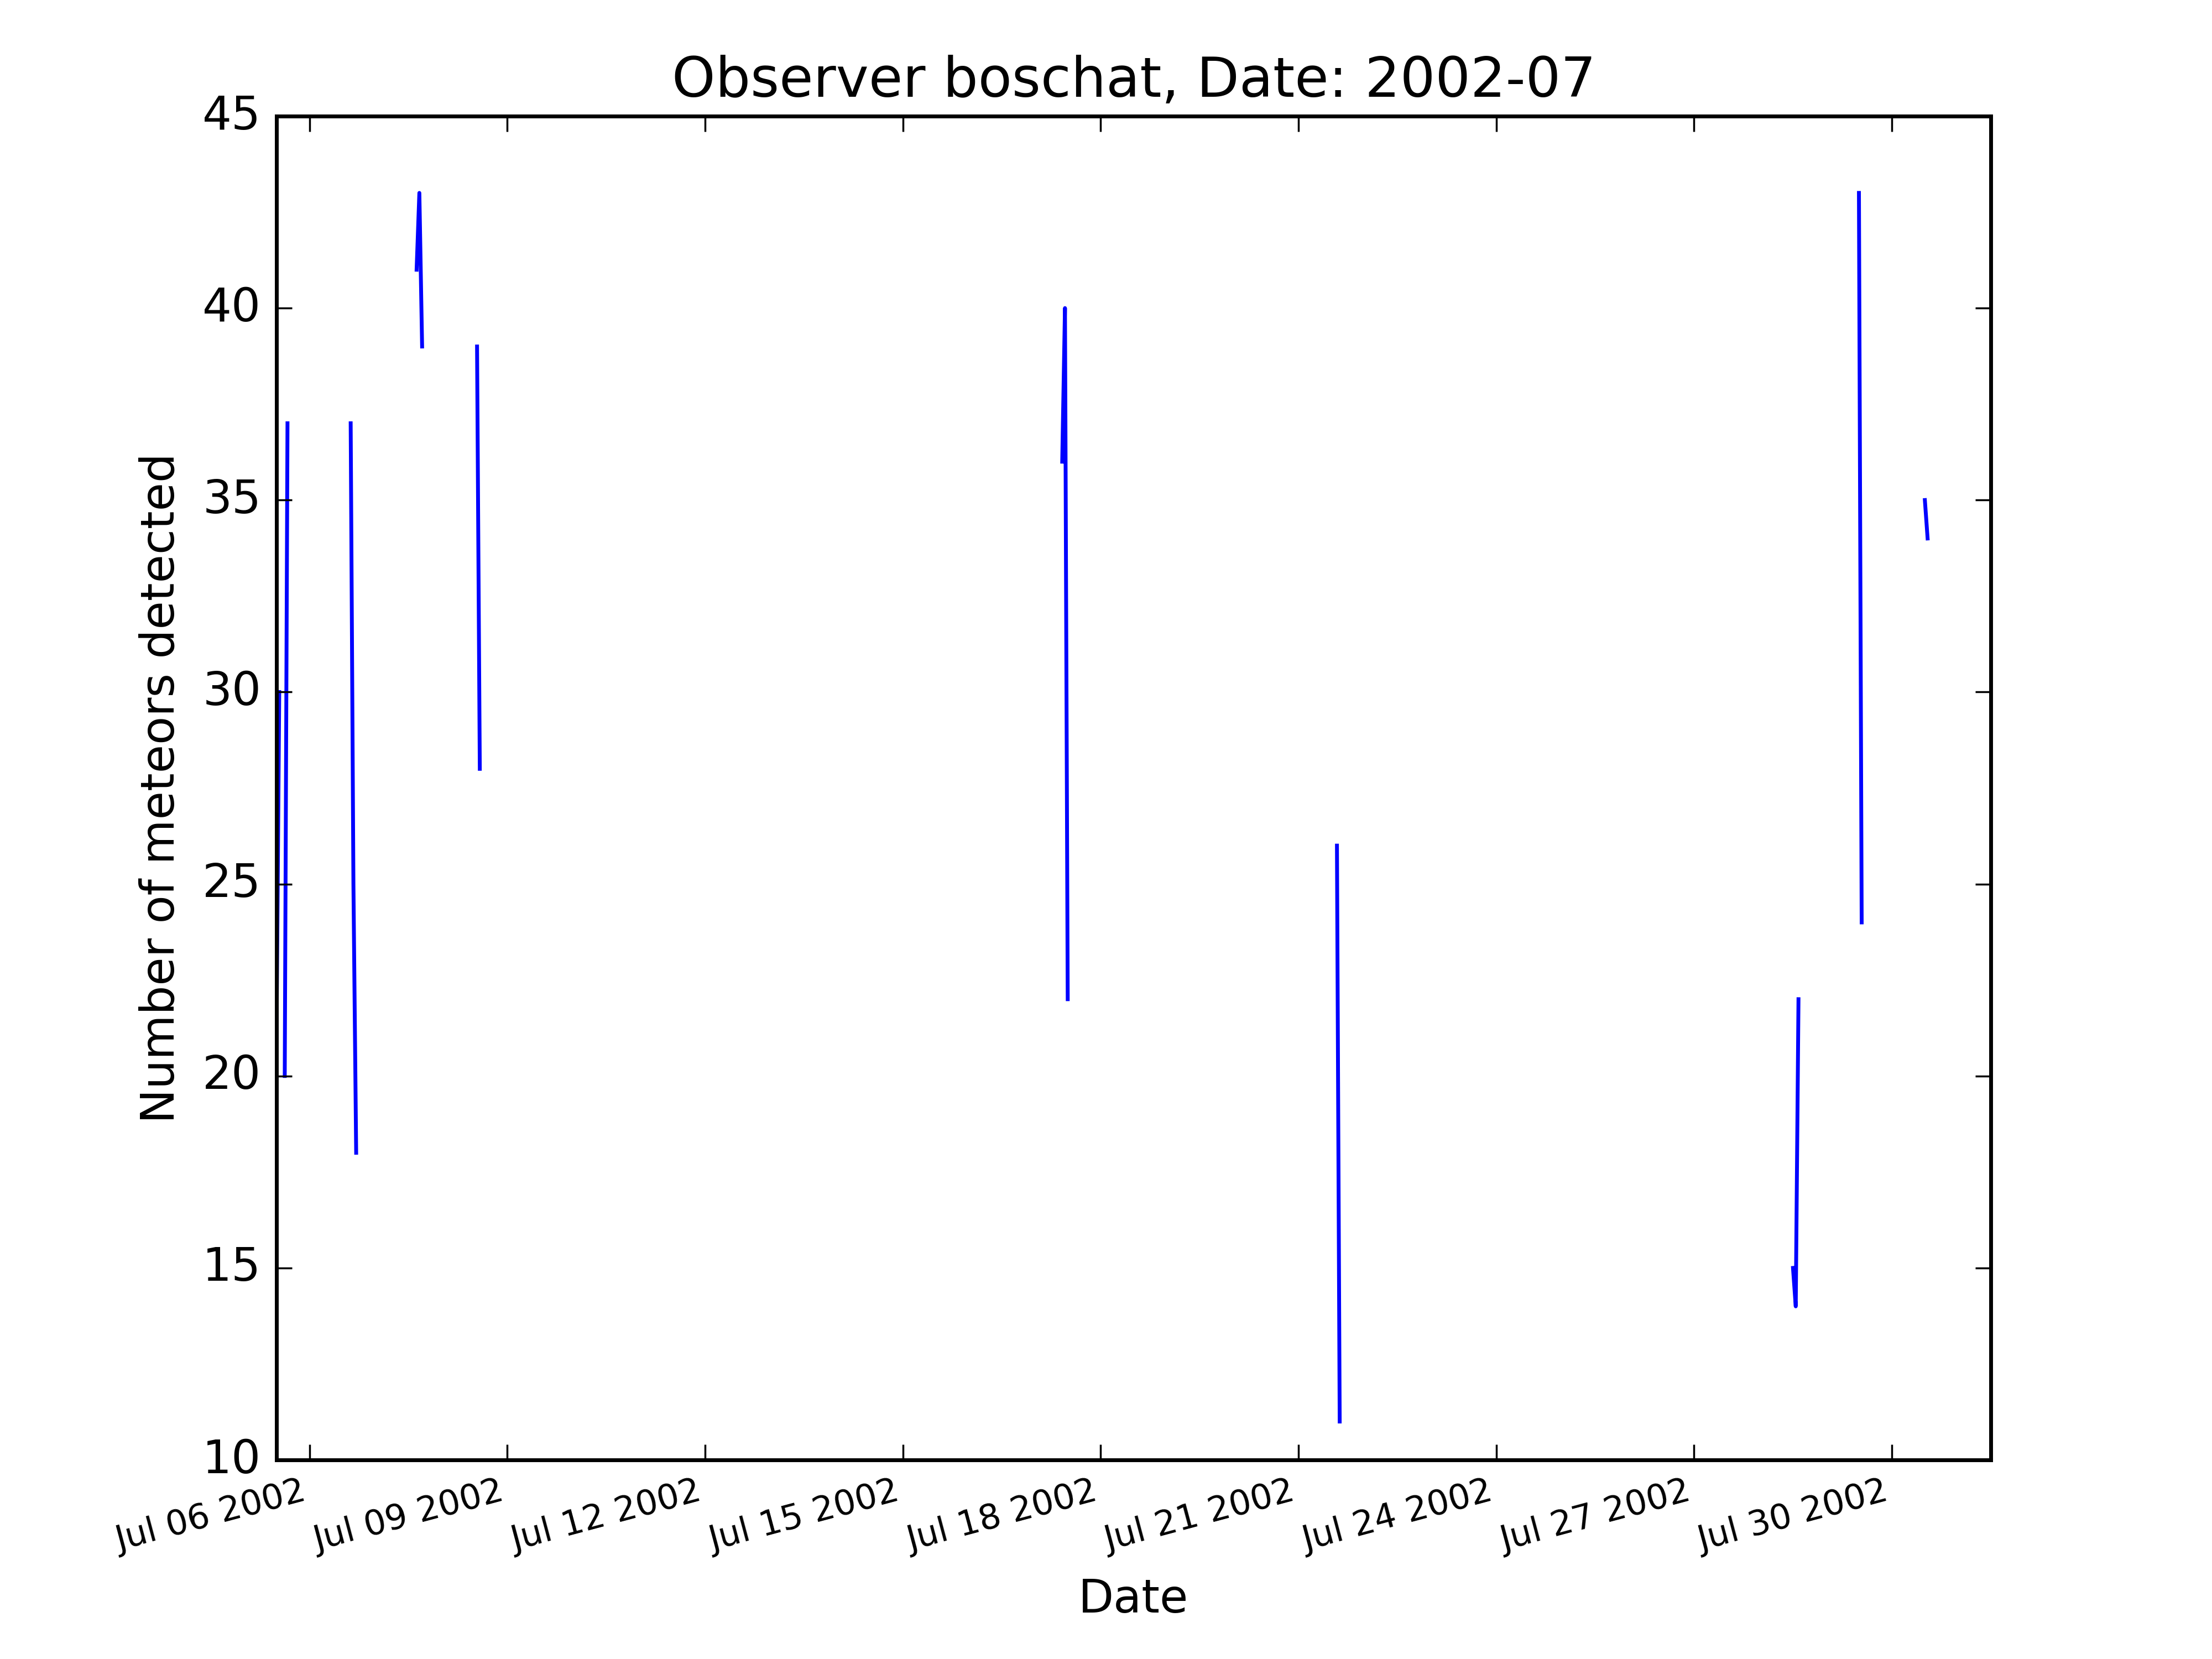 Observer boschat, Date: 2002-07
45
40
35
30
25
20
15
10
Number of meteors detected
Jul 06 2002
Jul 09 2002
Jul 12 2002
Jul 15 2002
Jul 18 2002
Jul 21 2002
Jul 24 2002
Jul 27 2002
Jul 30 2002
Date